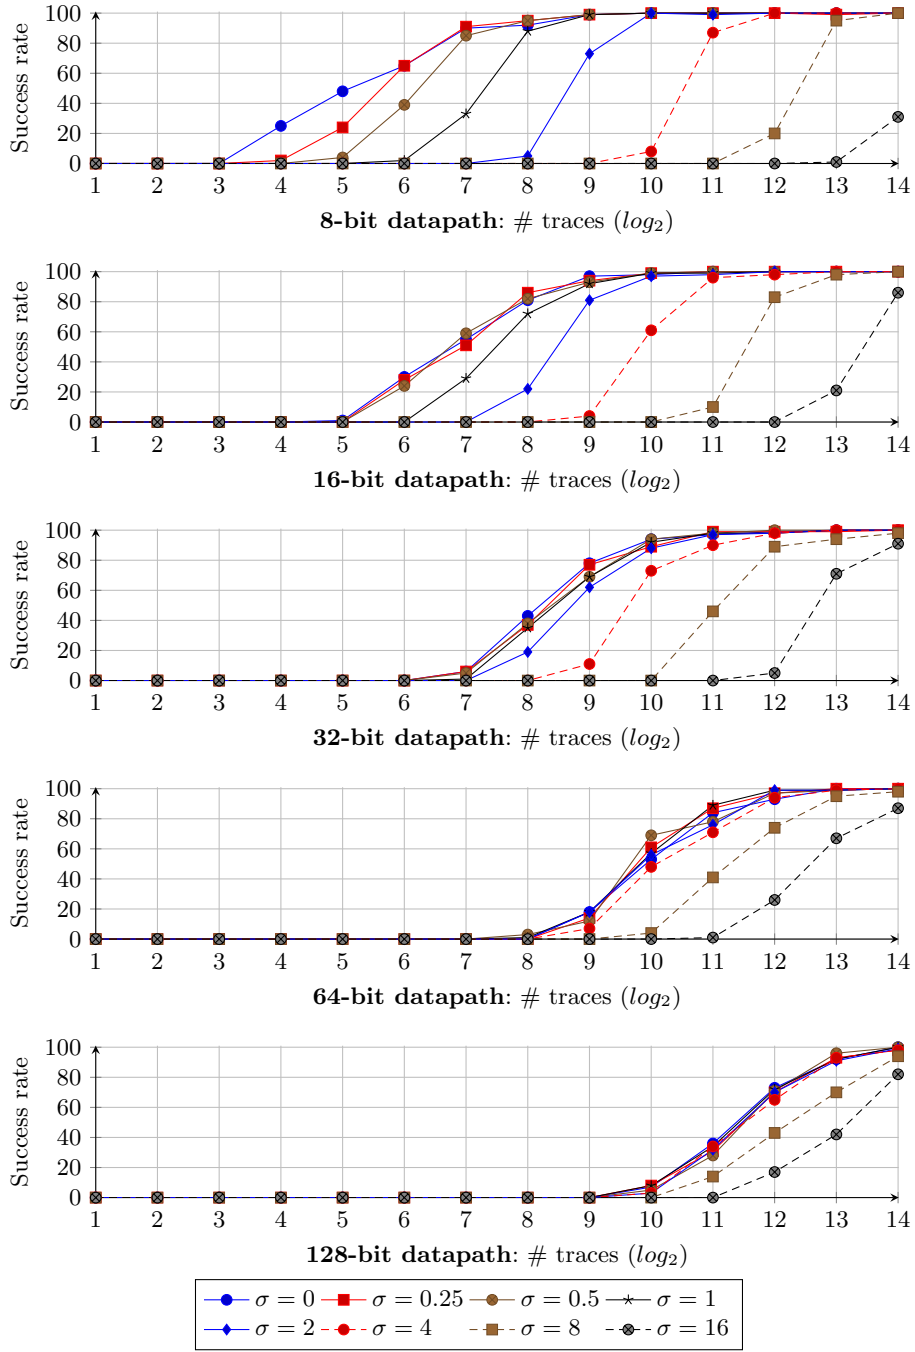 100
80
60
40
20
0
Success rate
1 2 3 4 5 6 7 8 9 10 11 12 13 14
8-bit datapath: # traces (log₂)
100
80
60
40
20
0
Success rate
1 2 3 4 5 6 7 8 9 10 11 12 13 14
16-bit datapath: # traces (log₂)
100
80
60
40
20
0
Success rate
1 2 3 4 5 6 7 8 9 10 11 12 13 14
32-bit datapath: # traces (log₂)
100
80
60
40
20
0
Success rate
1 2 3 4 5 6 7 8 9 10 11 12 13 14
64-bit datapath: # traces (log₂)
100
80
60
40
20
0
Success rate
1 2 3 4 5 6 7 8 9 10 11 12 13 14
128-bit datapath: # traces (log₂)
σ = 0 σ = 0.25 σ = 0.5 σ = 1
σ = 2 σ = 4 σ = 8 σ = 16